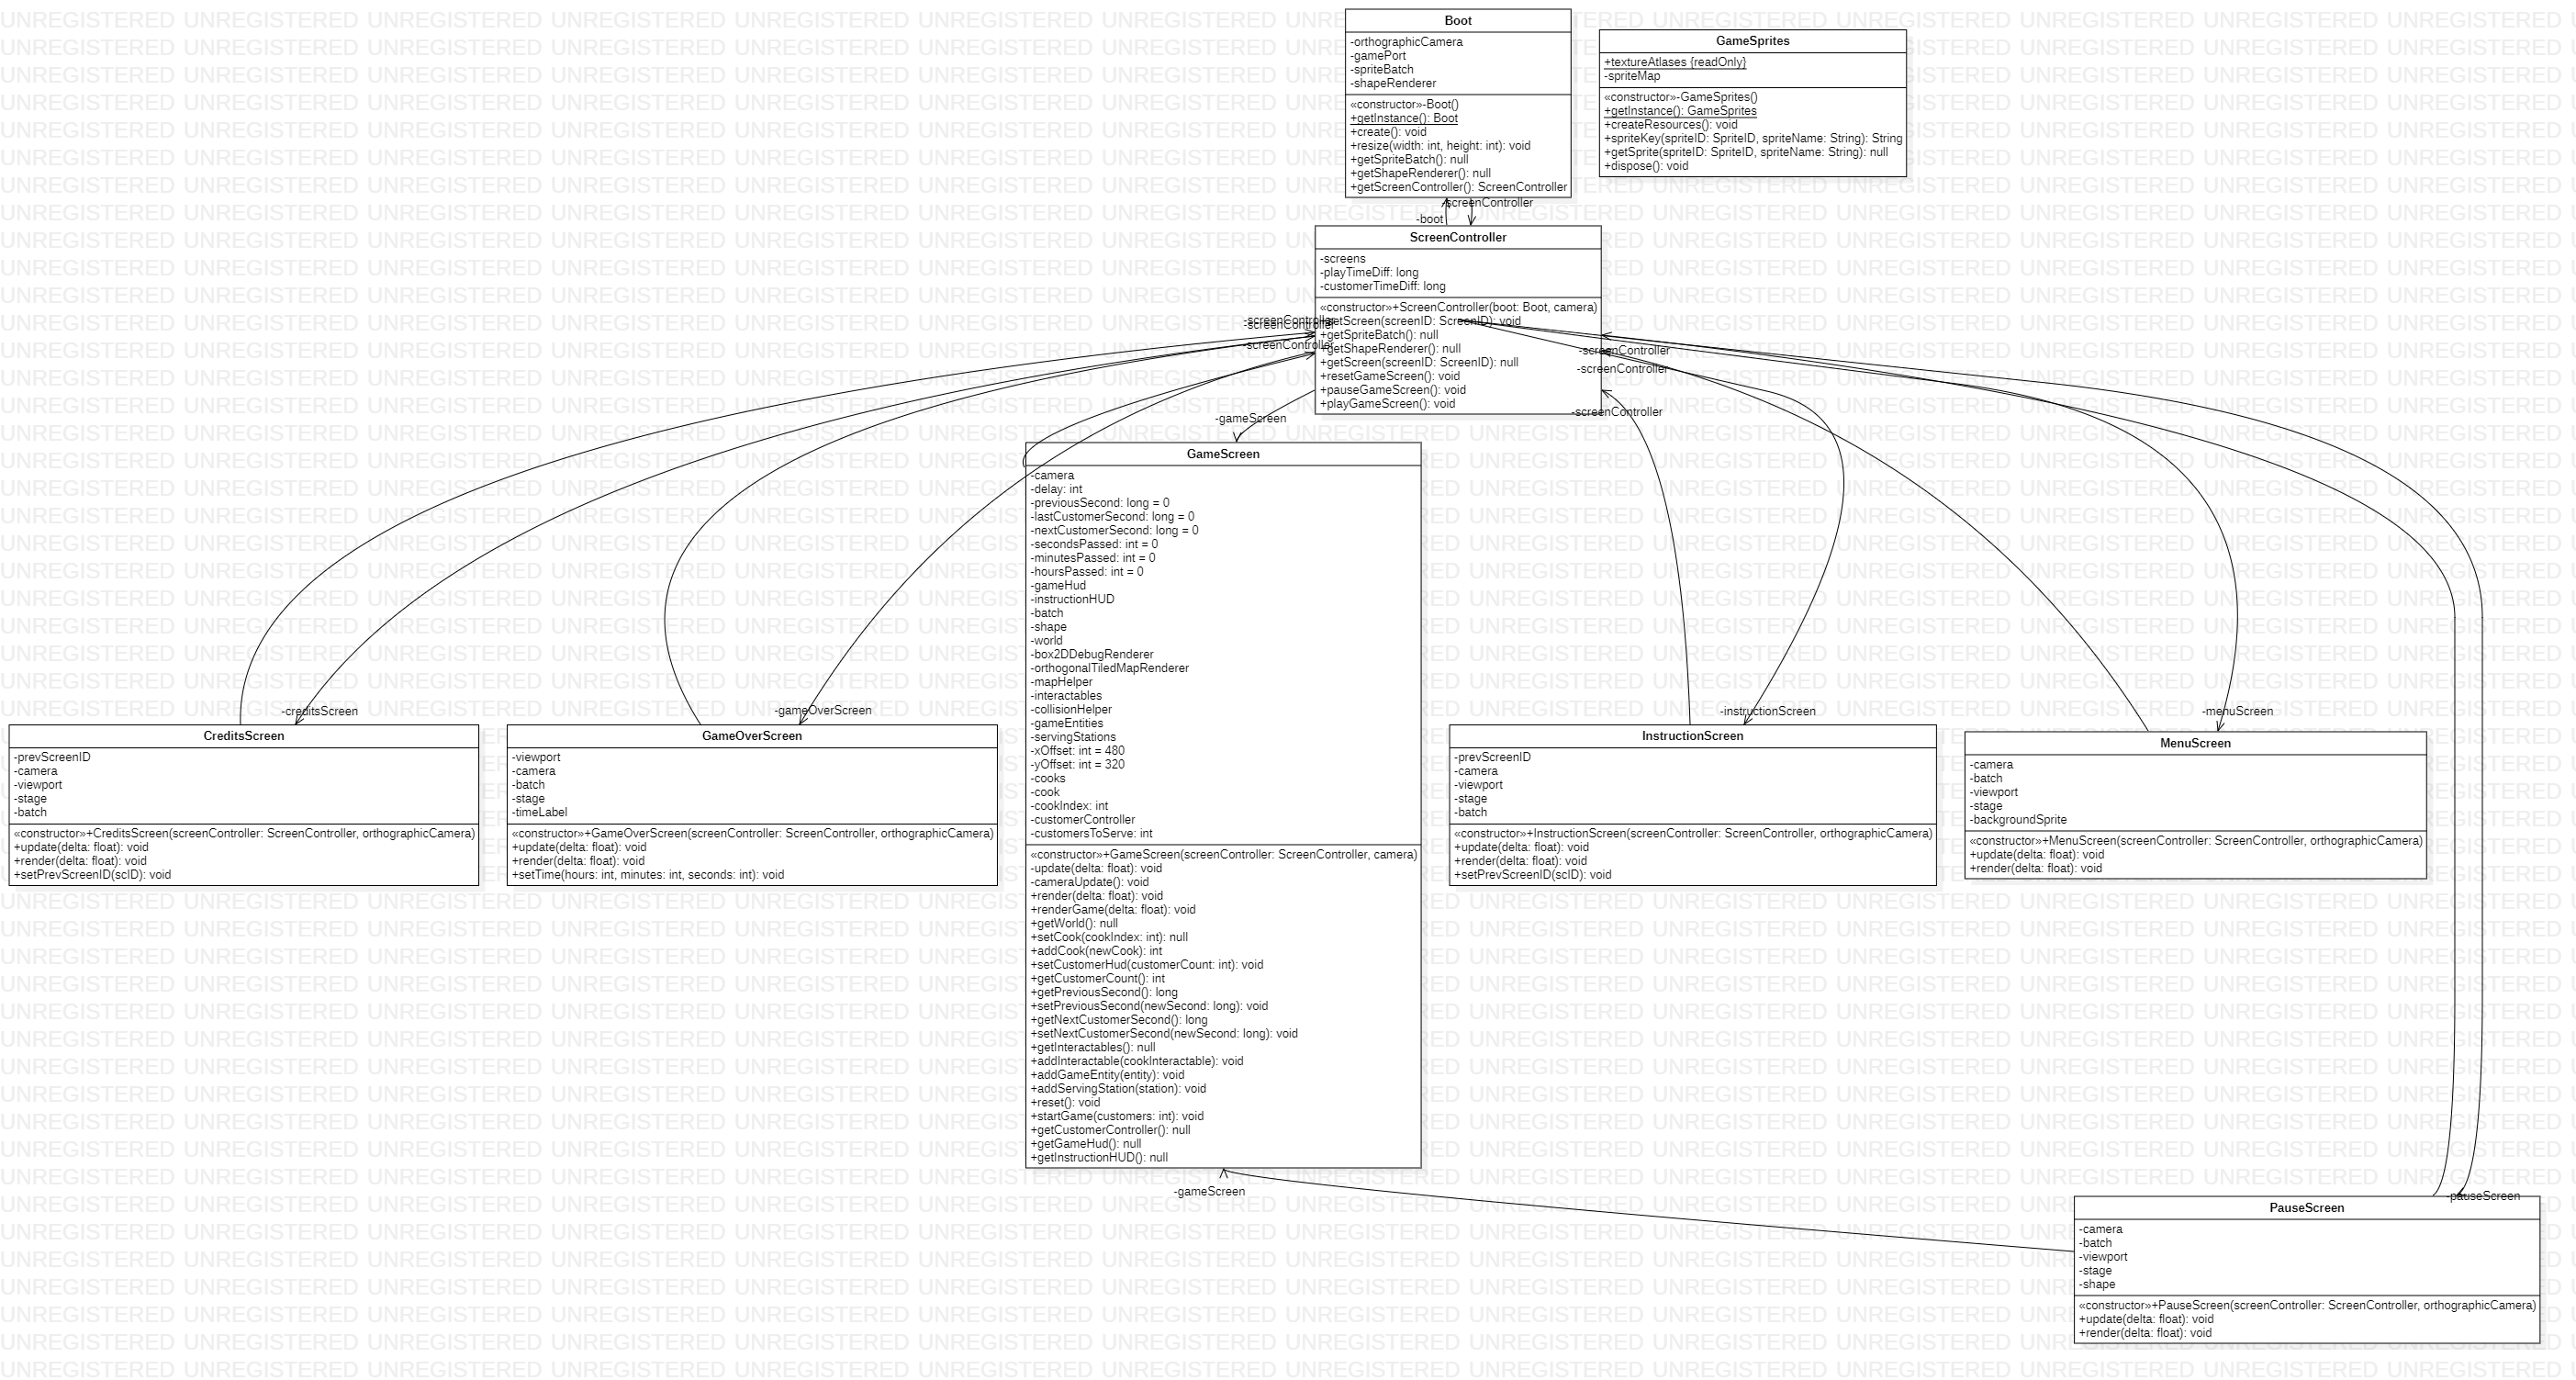 Boot
-orthographicCamera
-gamePort
-spriteBatch
-shapeRenderer
«constructor»-Boot()
+getInstance(): Boot
+create(): void
+resize(width: int, height: int): void
+getSpriteBatch(): null
+getShapeRenderer(): null
+getScreenController(): ScreenController
GameSprites
+textureAtlases {readOnly}
-spriteMap
«constructor»-GameSprites()
+getInstance(): GameSprites
+createResources(): void
+spriteKey(spriteID: SpriteID, spriteName: String): String
+getSprite(spriteID: SpriteID, spriteName: String): null
+dispose(): void
-screenController
-boot
ScreenController
-screens
-playTimeDiff: long
-customerTimeDiff: long
«constructor»+ScreenController(boot: Boot, camera)
+setScreen(screenID: ScreenID): void
+getSpriteBatch(): null
+getShapeRenderer(): null
+getScreen(screenID: ScreenID): null
+resetGameScreen(): void
+pauseGameScreen(): void
+playGameScreen(): void
-screenController
-screenController
-screenController
-screenController
-screenController
-screenController
-gameScreen
GameScreen
-camera
-delay: int
-previousSecond: long = 0
-lastCustomerSecond: long = 0
-nextCustomerSecond: long = 0
-secondsPassed: int = 0
-minutesPassed: int = 0
-hoursPassed: int = 0
-gameHud
-instructionHUD
-batch
-shape
-world
-box2DDebugRenderer
-orthogonalTiledMapRenderer
-mapHelper
-interactables
-collisionHelper
-gameEntities
-servingStations
-xOffset: int = 480
-yOffset: int = 320
-cooks
-cook
-cookIndex: int
-customerController
-customersToServe: int
«constructor»+GameScreen(screenController: ScreenController, camera)
-update(delta: float): void
-cameraUpdate(): void
+render(delta: float): void
+renderGame(delta: float): void
+getWorld(): null
+setCook(cookIndex: int): null
+addCook(newCook): int
+setCustomerHud(customerCount: int): void
+getCustomerCount(): int
+getPreviousSecond(): long
+setPreviousSecond(newSecond: long): void
+getNextCustomerSecond(): long
+setNextCustomerSecond(newSecond: long): void
+getInteractables(): null
+addInteractable(cookInteractable): void
+addGameEntity(entity): void
+addServingStation(station): void
+reset(): void
+startGame(customers: int): void
+getCustomerController(): null
+getGameHud(): null
+getInstructionHUD(): null
-creditsScreen
CreditsScreen
-prevScreenID
-camera
-viewport
-stage
-batch
«constructor»+CreditsScreen(screenController: ScreenController, orthographicCamera)
+update(delta: float): void
+render(delta: float): void
+setPrevScreenID(scID): void
-gameOverScreen
GameOverScreen
-viewport
-camera
-batch
-stage
-timeLabel
«constructor»+GameOverScreen(screenController: ScreenController, orthographicCamera)
+update(delta: float): void
+render(delta: float): void
+setTime(hours: int, minutes: int, seconds: int): void
-instructionScreen
InstructionScreen
-prevScreenID
-camera
-viewport
-stage
-batch
«constructor»+InstructionScreen(screenController: ScreenController, orthographicCamera)
+update(delta: float): void
+render(delta: float): void
+setPrevScreenID(scID): void
-menuScreen
MenuScreen
-camera
-batch
-viewport
-stage
-backgroundSprite
«constructor»+MenuScreen(screenController: ScreenController, orthographicCamera)
+update(delta: float): void
+render(delta: float): void
-gameScreen
-pauseScreen
PauseScreen
-camera
-batch
-viewport
-stage
-shape
«constructor»+PauseScreen(screenController: ScreenController, orthographicCamera)
+update(delta: float): void
+render(delta: float): void
UNREGISTERED